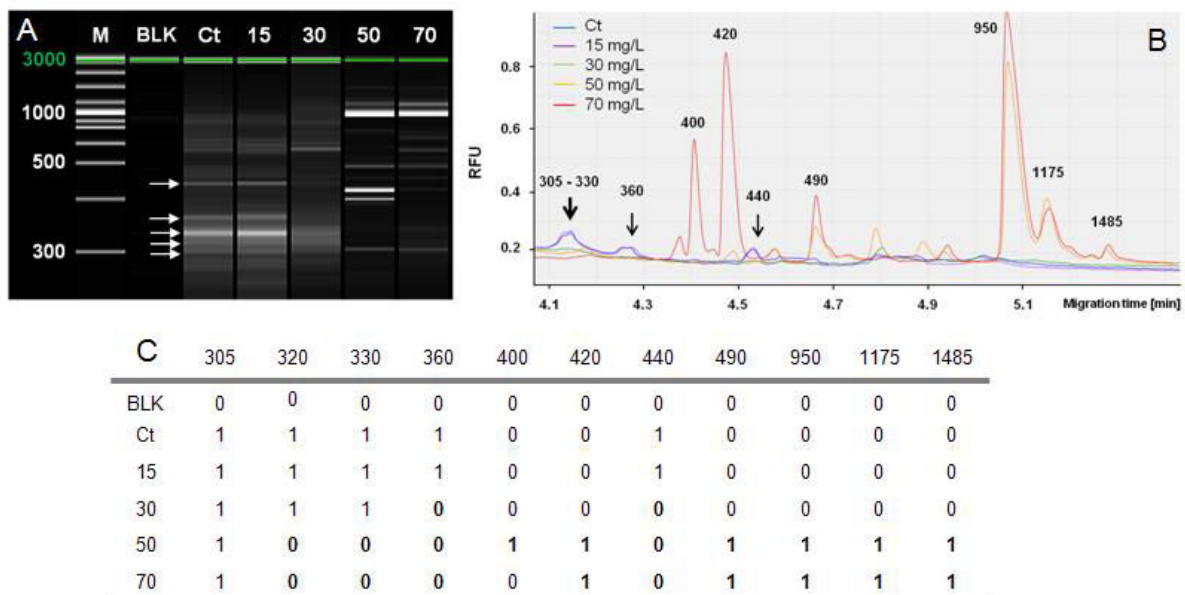 A
M BLK Ct 15 30 50 70
3000
1000
500
300
B
Ct
15 mg/L
30 mg/L
50 mg/L
70 mg/L
RFU
0.8
0.6
0.4
0.2
305 - 330
360
400
420
440
490
950
1175
1485
4.1 4.3 4.5 4.7 4.9 5.1 Migration time [min]
C 305 320 330 360 400 420 440 490 950 1175 1485
BLK 0 0 0 0 0 0 0 0 0 0 0
Ct 1 1 1 1 0 0 1 0 0 0 0
15 1 1 1 1 0 0 1 0 0 0 0
30 1 1 1 0 0 0 0 0 0 0 0
50 1 0 0 0 1 1 0 1 1 1 1
70 1 0 0 0 0 1 0 1 1 1 1